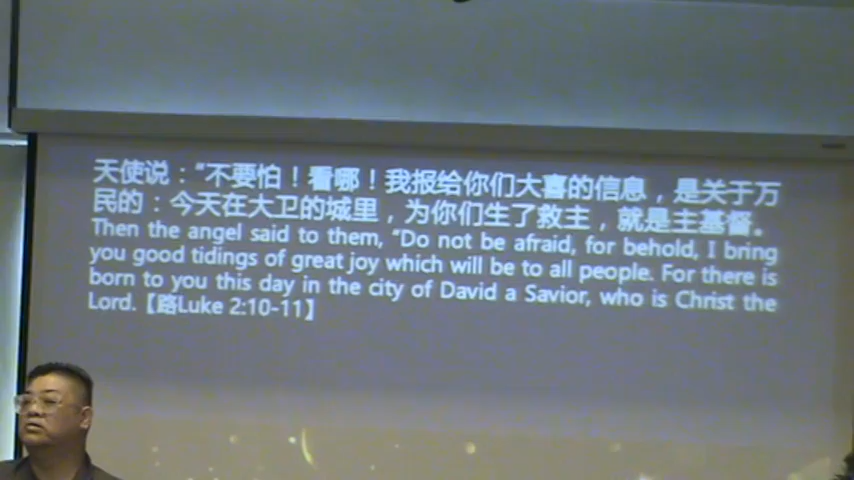 天使说：“不要怕！看哪！我报给你们大喜的信息，是关于万
民的：今天在大卫的城里，为你们生了救主，就是主基督。
Then the angel said to them, “Do not be afraid, for behold, I bring
you good tidings of great joy which will be to all people. For there is
born to you this day in the city of David a Savior, who is Christ the
Lord.【路Luke 2:10-11】